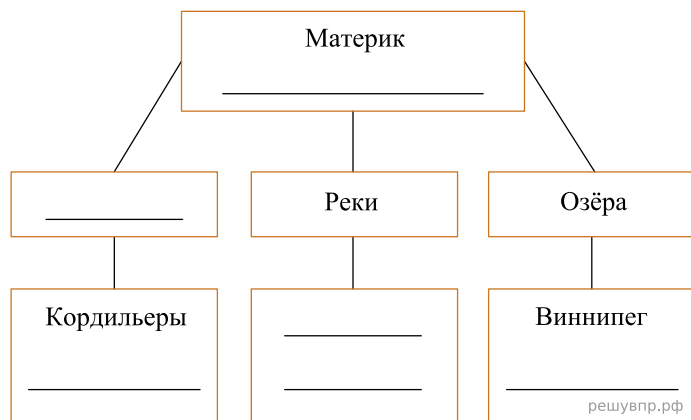 Материк
Реки
Озёра
Кордильеры
Виннипег
решувпр.рф